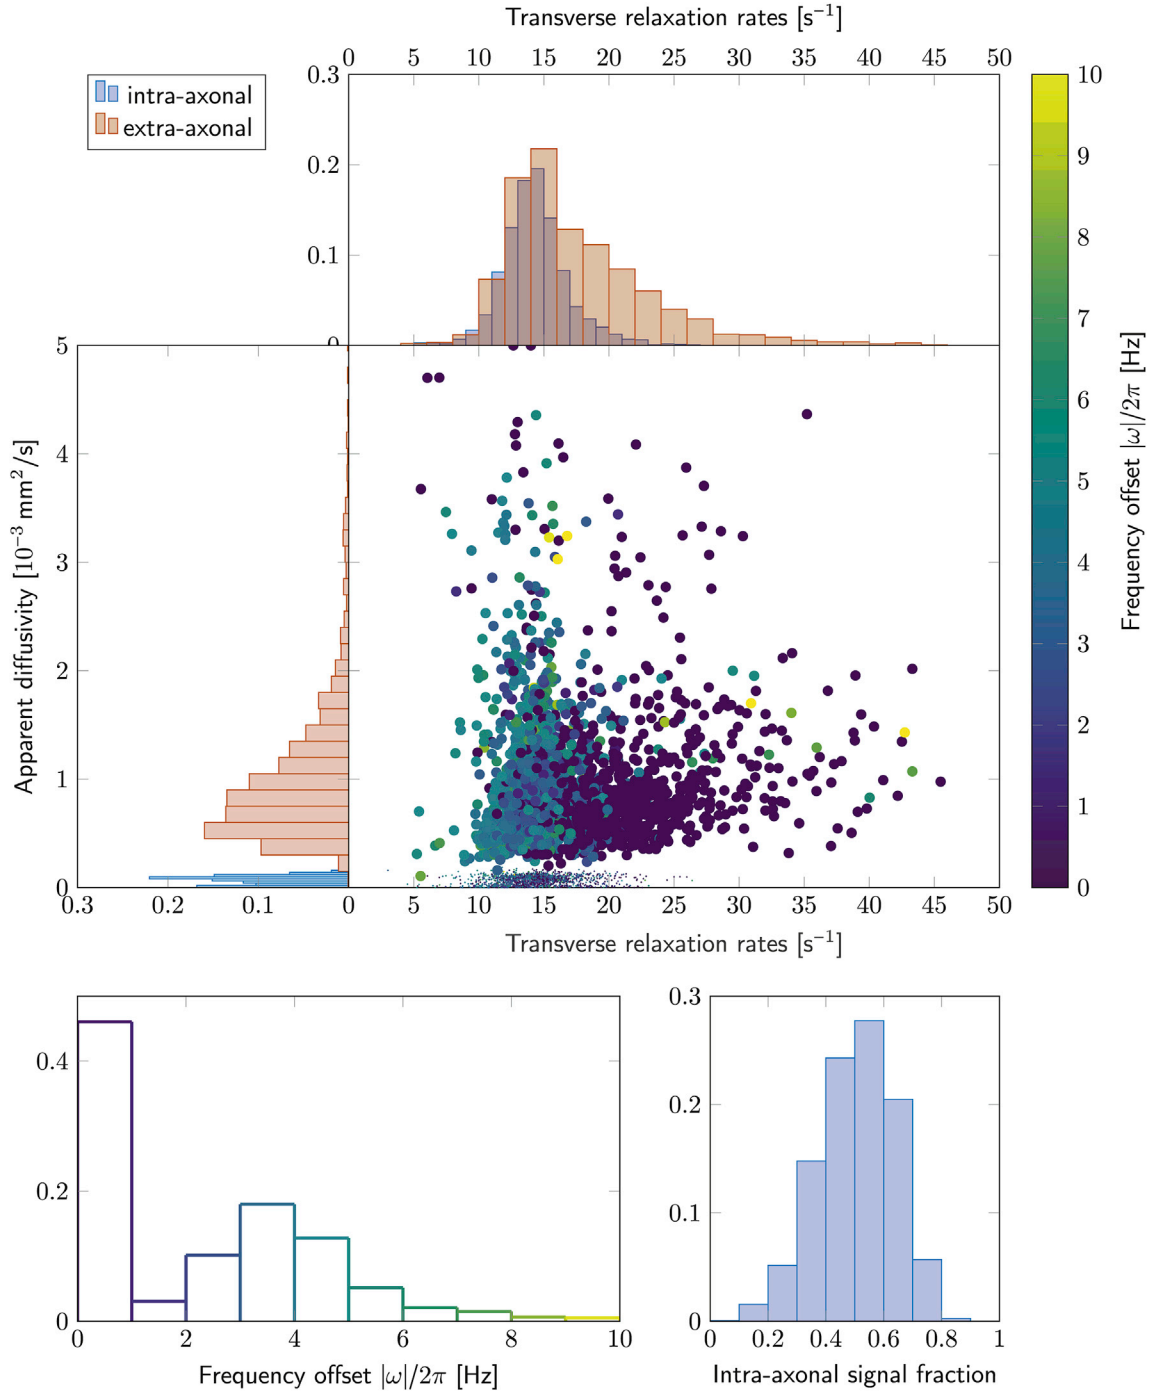 Transverse relaxation rates [s⁻¹]
0 5 10 15 20 25 30 35 40 45 50
intra-axonal
extra-axonal
0.3
0.2
0.1
0
10
9
8
7
6
5
4
3
2
1
0
Frequency offset |ω|/2π [Hz]
5
4
3
2
1
0
Apparent diffusivity [10⁻³ mm²/s]
0.3 0.2 0.1 0 5 10 15 20 25 30 35 40 45 50
Transverse relaxation rates [s⁻¹]
0.4
0.2
0
0 2 4 6 8 10
Frequency offset |ω|/2π [Hz]
0.3
0.2
0.1
0
0 0.2 0.4 0.6 0.8 1
Intra-axonal signal fraction